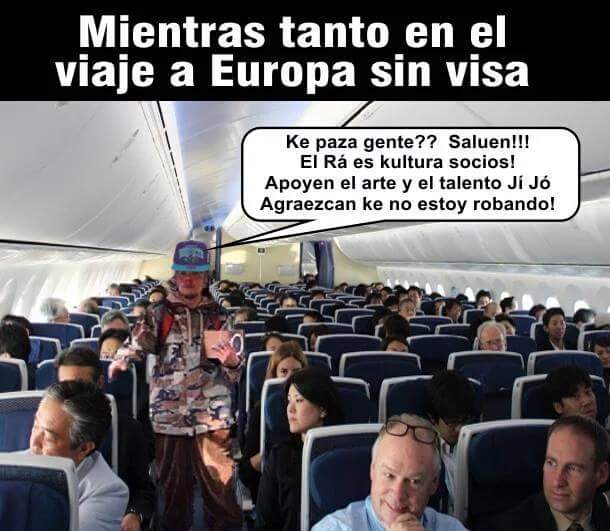 Mientras tanto en el
viaje a Europa sin visa
Ke paza gente?? Saluen!!!
El Rá es kultura socios!
Apoyen el arte y el talento Jí Jó
Agraezcan ke no estoy robando!